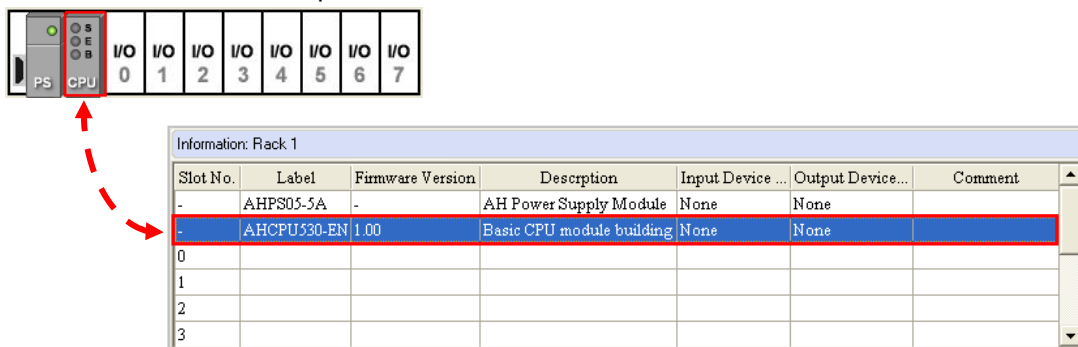 S
E
B
I/O I/O I/O I/O I/O I/O I/O I/O
PS CPU 0 1 2 3 4 5 6 7
Information: Rack 1
Slot No. Label Firmware Version Descrption Input Device ... Output Device... Comment
- AHPS05-5A - AH Power Supply Module None None
- AHCPU530-EN 1.00 Basic CPU module building None None
0
1
2
3